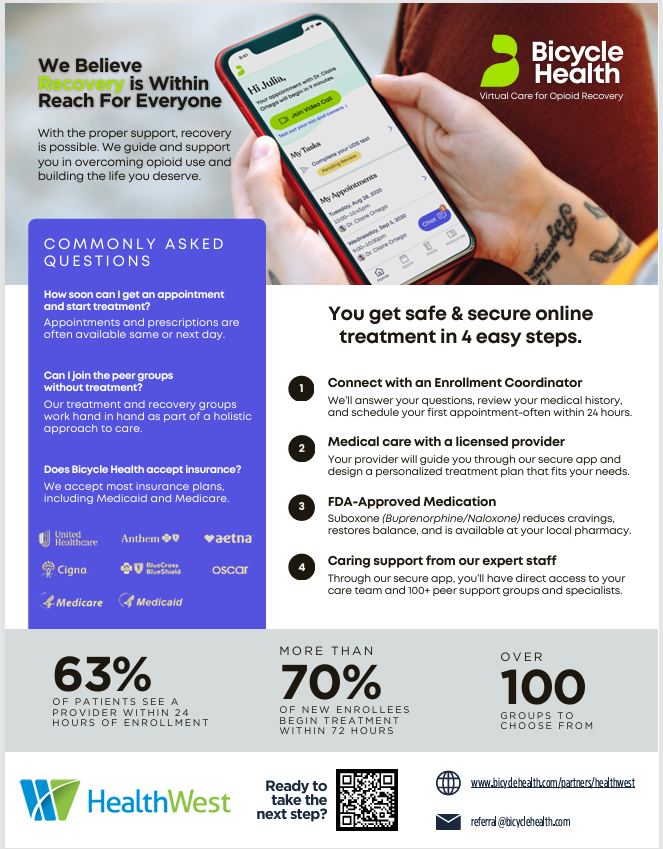 We Believe
Recovery is Within
Reach For Everyone
With the proper support, recovery
is possible. We guide and support
you in overcoming opioid use and
building the life you deserve.
9:41
Hi Julia,
Your appointment with Dr. Claire
Ortega will begin in 9 minutes.
Join Video Call
Test out your mic and camera >
My Tasks
Complete your UDS test
Pending Review
My Appointments
Tuesday, Aug 28, 2020
10:00–10:45pm
Dr. Claire Ortega
Wednesday, Sep 5, 2020
9:00–10:00pm
Dr. Claire Ortega
Chat
Home
Bicycle
Health
Virtual Care for Opioid Recovery
COMMONLY ASKED
QUESTIONS
How soon can I get an appointment
and start treatment?
Appointments and prescriptions are
often available same or next day.
Can I join the peer groups
without treatment?
Our treatment and recovery groups
work hand in hand as part of a holistic
approach to care.
Does Bicycle Health accept insurance?
We accept most insurance plans,
including Medicaid and Medicare.
United
Healthcare
Anthem
aetna
Cigna
BlueCross
BlueShield
oscar
Medicare
Medicaid
You get safe & secure online
treatment in 4 easy steps.
1
Connect with an Enrollment Coordinator
We'll answer your questions, review your medical history,
and schedule your first appointment-often within 24 hours.
2
Medical care with a licensed provider
Your provider will guide you through our secure app and
design a personalized treatment plan that fits your needs.
3
FDA-Approved Medication
Suboxone (Buprenorphine/Naloxone) reduces cravings,
restores balance, and is available at your local pharmacy.
4
Caring support from our expert staff
Through our secure app, you'll have direct access to your
care team and 100+ peer support groups and specialists.
63%
OF PATIENTS SEE A
PROVIDER WITHIN 24
HOURS OF ENROLLMENT
MORE THAN
70%
OF NEW ENROLLEES
BEGIN TREATMENT
WITHIN 72 HOURS
OVER
100
GROUPS TO
CHOOSE FROM
HealthWest
Ready to
take the
next step?
www.bicyclehealth.com/partners/healthwest
referral@bicyclehealth.com